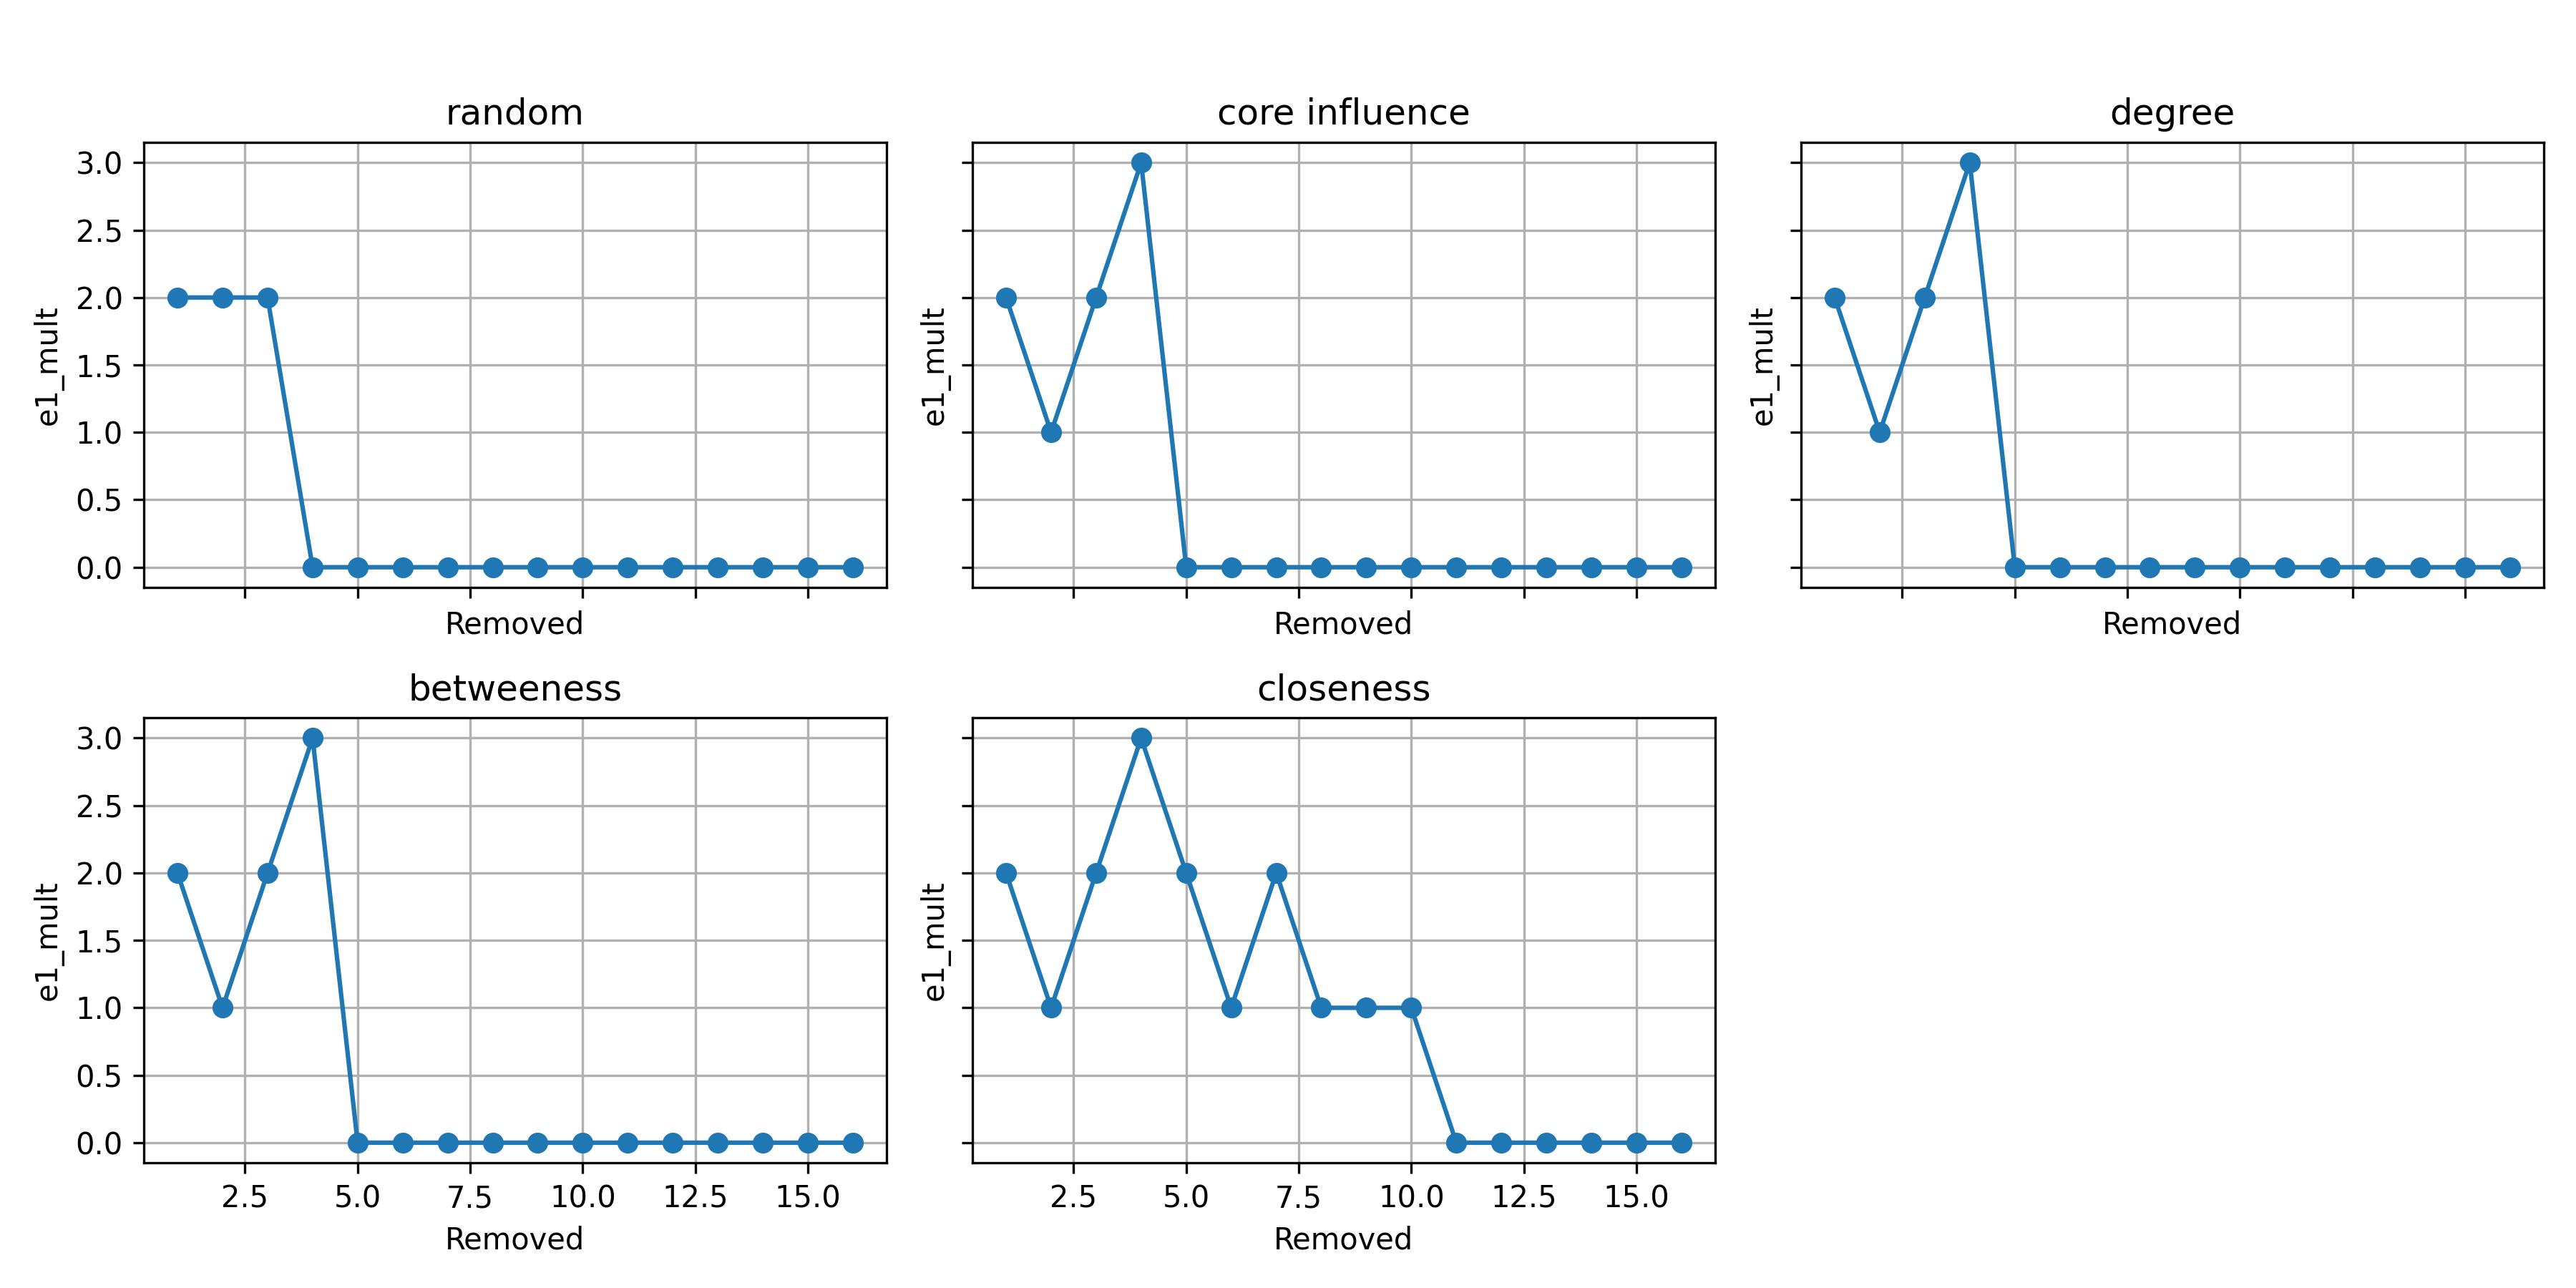 random
core influence
degree
3.0
2.5
2.0
1.5
1.0
0.5
0.0
e1_mult
e1_mult
e1_mult
Removed
Removed
Removed
betweeness
closeness
3.0
2.5
2.0
1.5
1.0
0.5
0.0
e1_mult
e1_mult
2.5 5.0 7.5 10.0 12.5 15.0
2.5 5.0 7.5 10.0 12.5 15.0
Removed
Removed